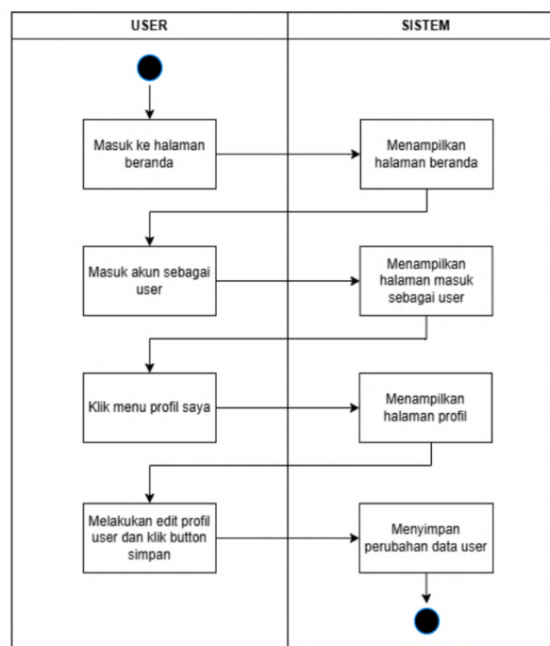 USER
SISTEM
Masuk ke halaman
beranda
Menampilkan
halaman beranda
Masuk akun sebagai
user
Menampilkan
halaman masuk
sebagai user
Klik menu profil saya
Menampilkan
halaman profil
Melakukan edit profil
user dan klik button
simpan
Menyimpan
perubahan data user